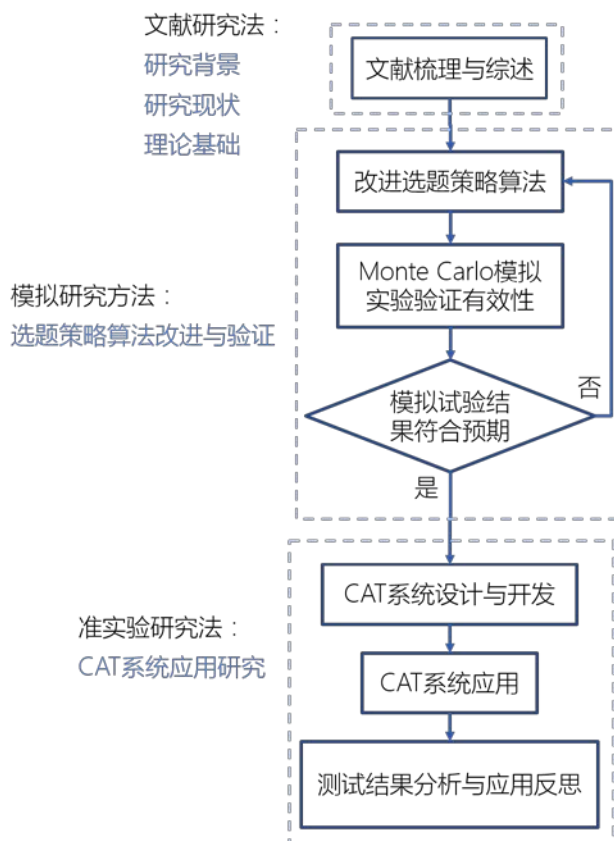 文献研究法：
研究背景
研究现状
理论基础
文献梳理与综述
改进选题策略算法
Monte Carlo模拟
实验验证有效性
模拟研究方法：
选题策略算法改进与验证
模拟试验结
果符合预期
否
是
CAT系统设计与开发
准实验研究法：
CAT系统应用研究
CAT系统应用
测试结果分析与应用反思